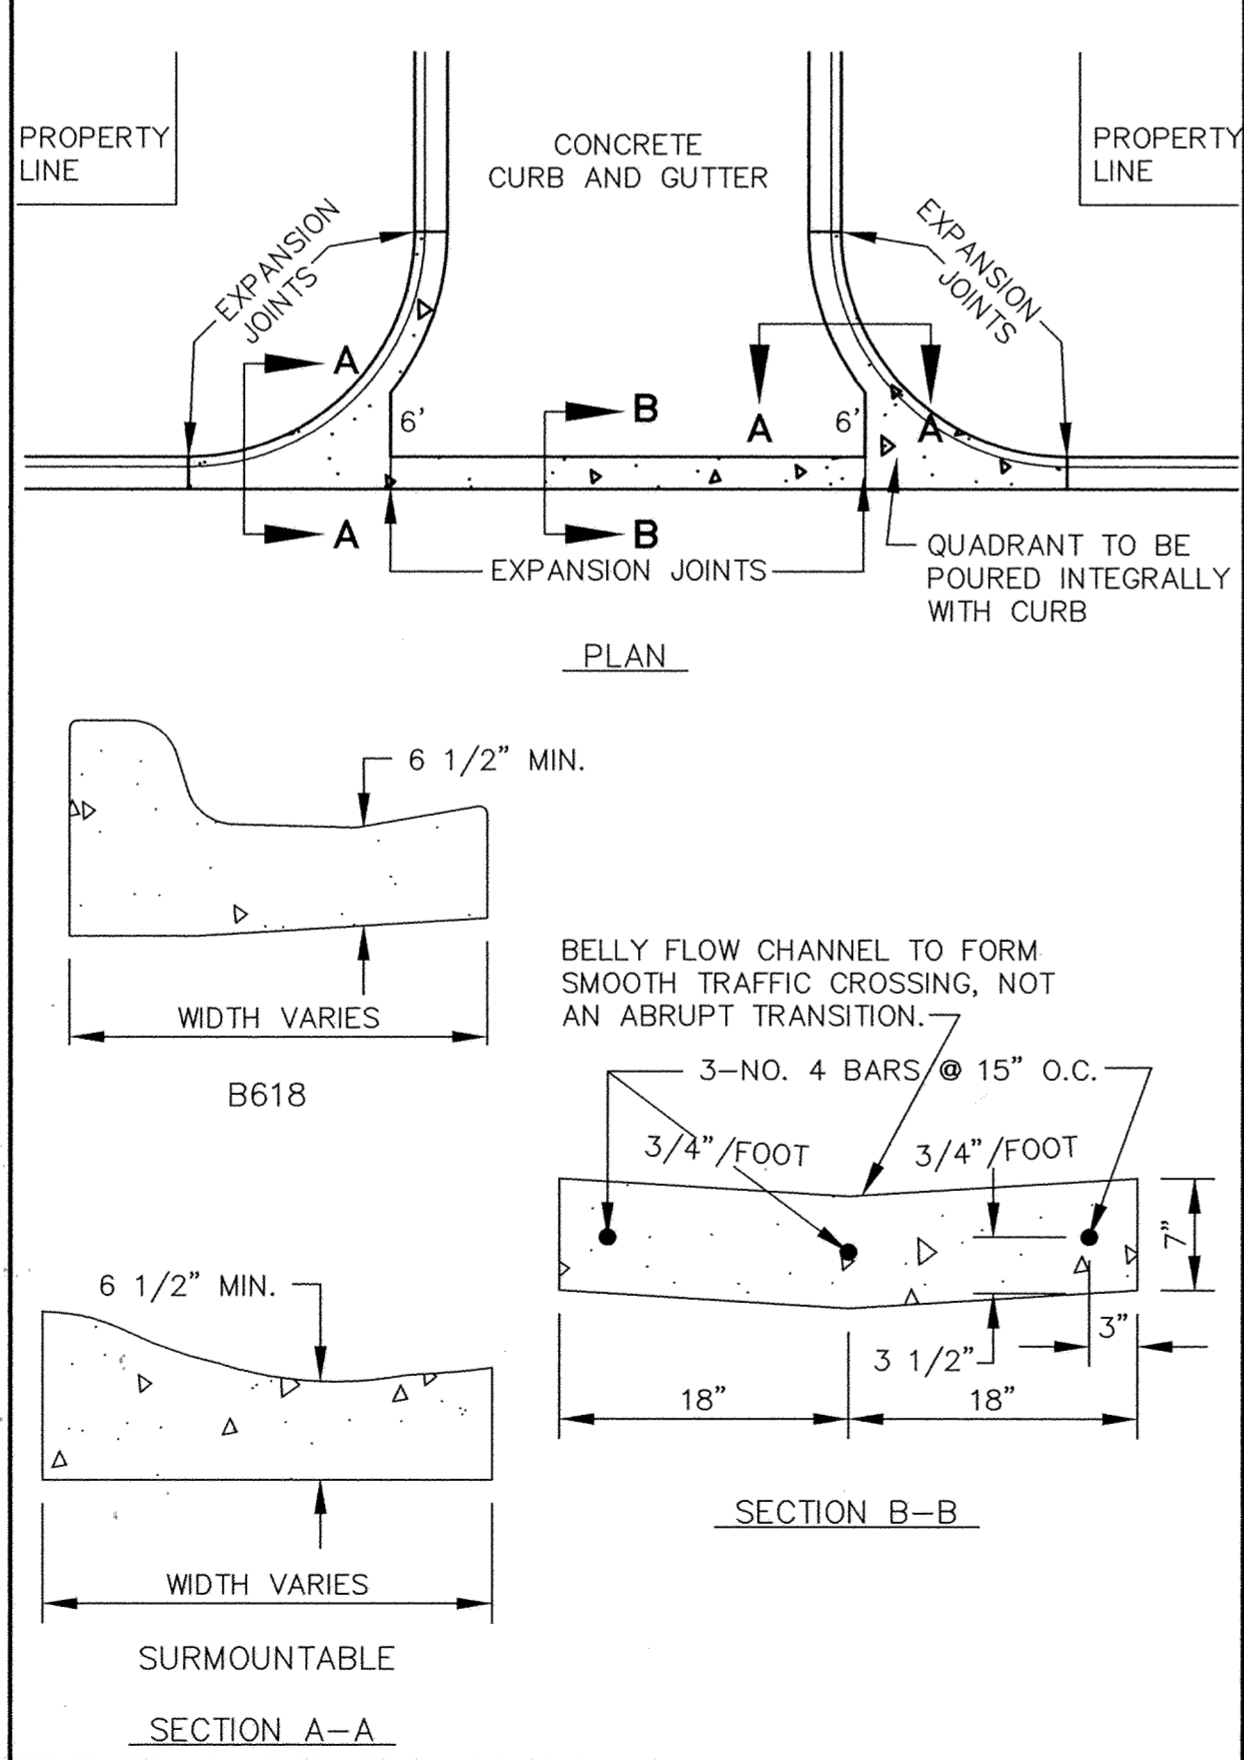 PROPERTY
LINE
CONCRETE
CURB AND GUTTER
PROPERTY
LINE
EXPANSION
JOINTS
EXPANSION
JOINTS
A
A
6'
B
B
A
A
6'
EXPANSION JOINTS
QUADRANT TO BE
POURED INTEGRALLY
WITH CURB
PLAN
6 1/2" MIN.
WIDTH VARIES
B618
BELLY FLOW CHANNEL TO FORM
SMOOTH TRAFFIC CROSSING, NOT
AN ABRUPT TRANSITION.
3-NO. 4 BARS @ 15" O.C.
3/4"/FOOT
3/4"/FOOT
7"
3"
3 1/2"
18"
18"
SECTION B-B
6 1/2" MIN.
WIDTH VARIES
SURMOUNTABLE
SECTION A-A